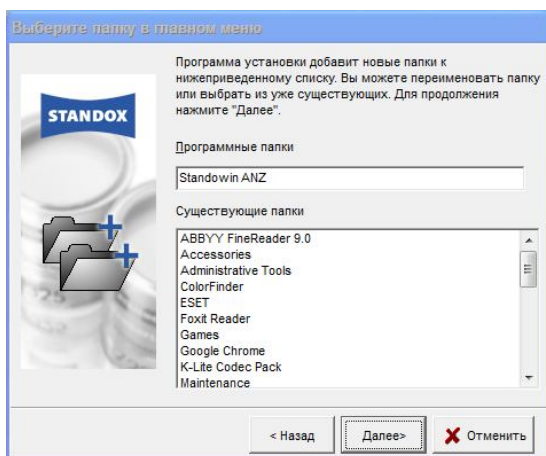 Выберите папку в главном меню
Программа установки добавит новые папки к
нижеприведенному списку. Вы можете переименовать папку
или выбрать из уже существующих. Для продолжения
нажмите "Далее".
STANDOX
Программные папки
Standowin ANZ
Существующие папки
ABBYY FineReader 9.0
Accessories
Administrative Tools
ColorFinder
ESET
Foxit Reader
Games
Google Chrome
K-Lite Codec Pack
Maintenance
< Назад
Далее>
Отменить